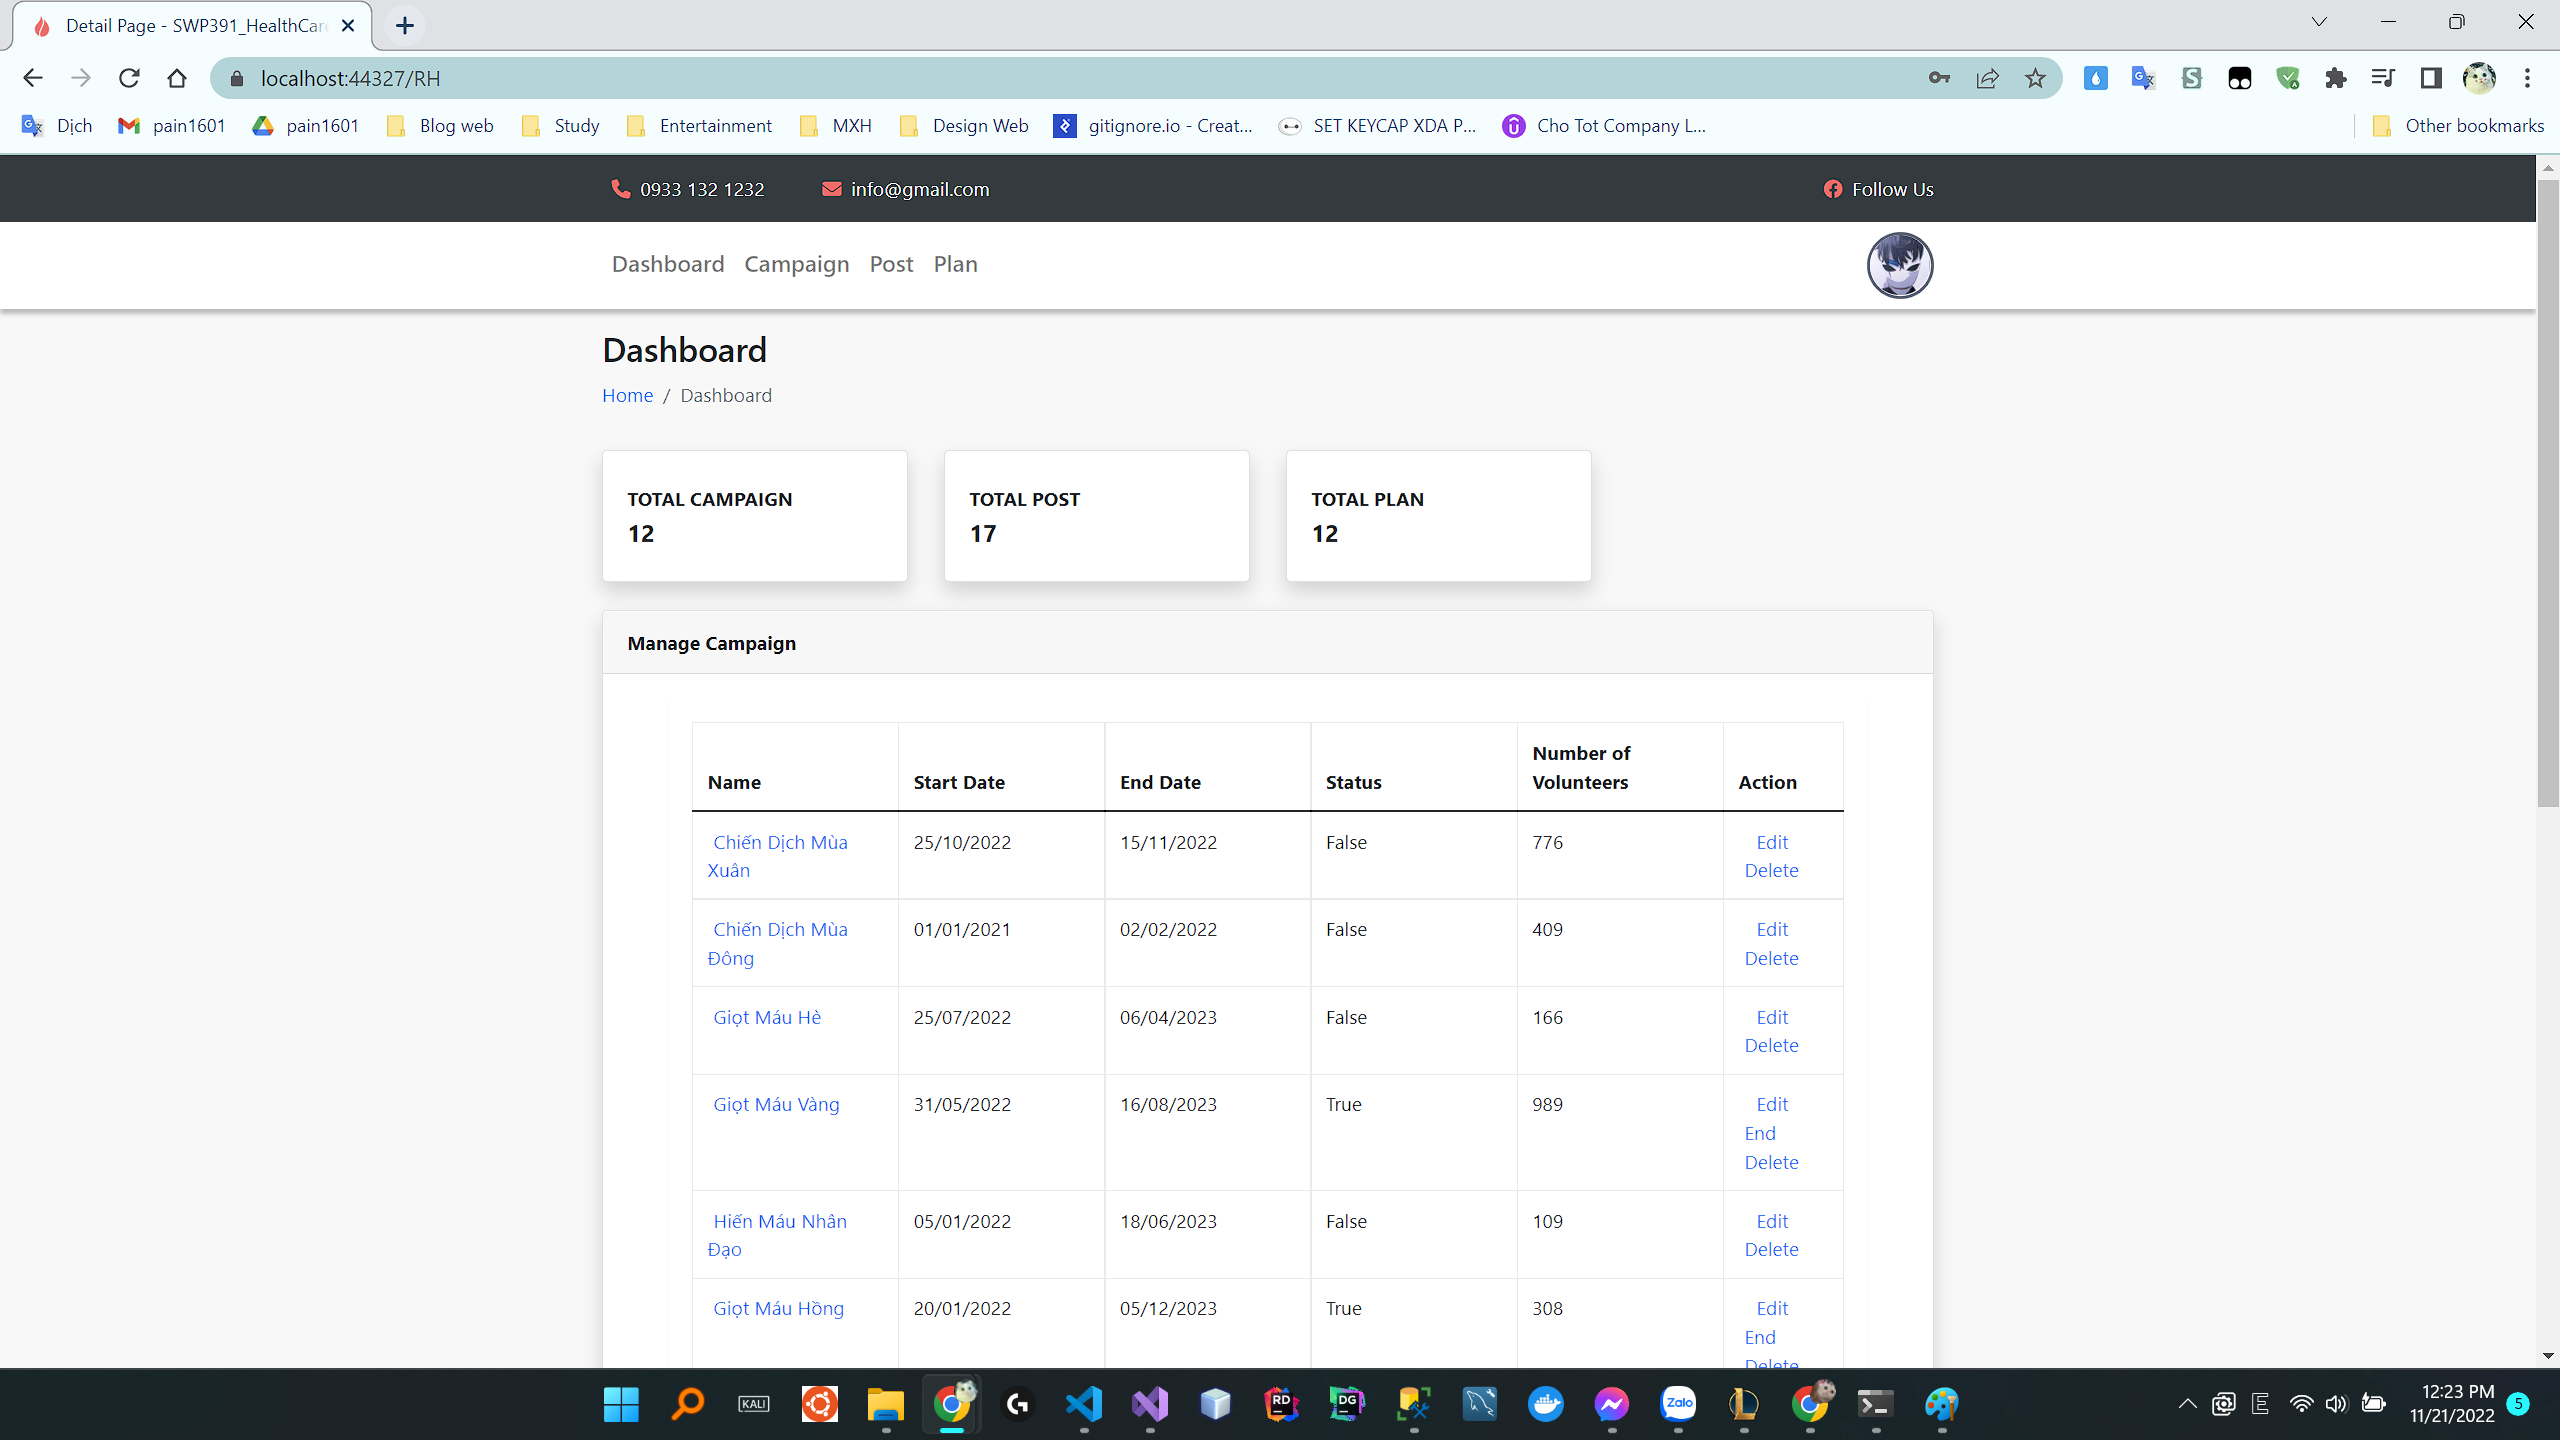 Detail Page - SWP391_HealthCare
localhost:44327/RH
Dịch
pain1601
pain1601
Blog web
Study
Entertainment
MXH
Design Web
gitignore.io - Creat...
SET KEYCAP XDA P...
Cho Tot Company L...
Other bookmarks
0933 132 1232
info@gmail.com
Follow Us
Dashboard
Campaign
Post
Plan
Dashboard
Home / Dashboard
TOTAL CAMPAIGN
12
TOTAL POST
17
TOTAL PLAN
12
Manage Campaign
Name
Start Date
End Date
Status
Number of
Volunteers
Action
Chiến Dịch Mùa
Xuân
25/10/2022
15/11/2022
False
776
Edit
Delete
Chiến Dịch Mùa
Đông
01/01/2021
02/02/2022
False
409
Edit
Delete
Giọt Máu Hè
25/07/2022
06/04/2023
False
166
Edit
Delete
Giọt Máu Vàng
31/05/2022
16/08/2023
True
989
Edit
End
Delete
Hiến Máu Nhân
Đạo
05/01/2022
18/06/2023
False
109
Edit
Delete
Giọt Máu Hồng
20/01/2022
05/12/2023
True
308
Edit
End
Delete
KALI
RD
DG
Zalo
E
12:23 PM
11/21/2022
5